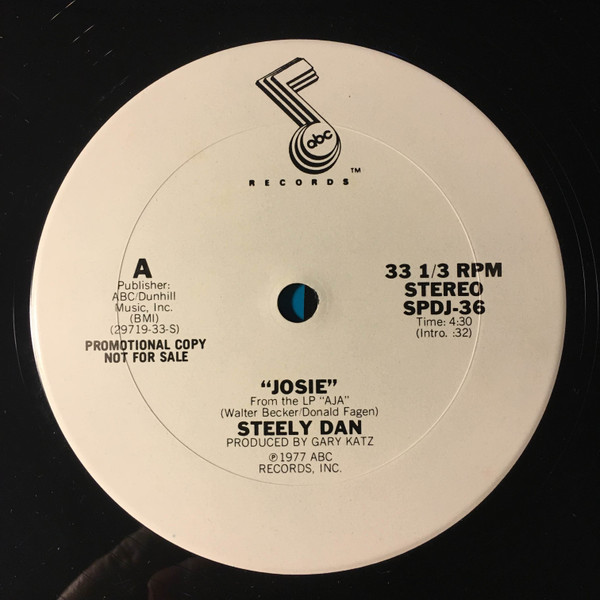 abc
™
RECORDS
A
Publisher:
ABC/Dunhill
Music, Inc.
(BMI)
(29719-33-S)
PROMOTIONAL COPY
NOT FOR SALE
33 1/3 RPM
STEREO
SPDJ-36
Time: 4:30
(Intro. :32)
"JOSIE"
From the LP "AJA"
(Walter Becker/Donald Fagen)
STEELY DAN
PRODUCED BY GARY KATZ
℗1977 ABC
RECORDS, INC.